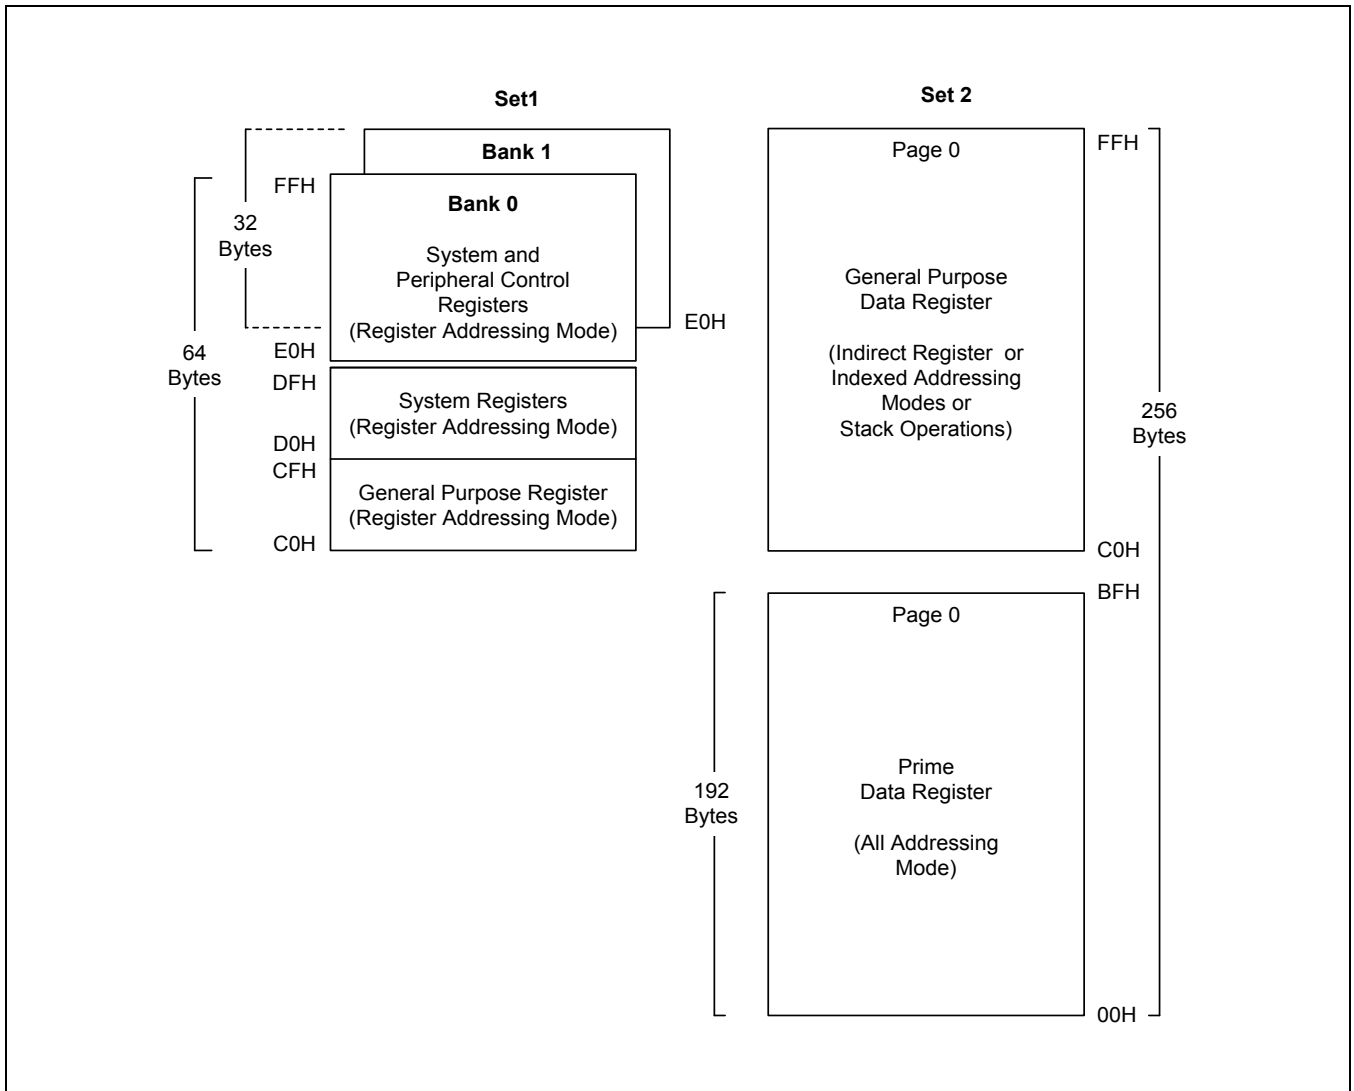 Set1
Bank 1
Bank 0
System and
Peripheral Control
Registers
(Register Addressing Mode)
FFH
32
Bytes
E0H
E0H
64
Bytes
DFH
System Registers
(Register Addressing Mode)
D0H
CFH
General Purpose Register
(Register Addressing Mode)
C0H
Set 2
Page 0
FFH
General Purpose
Data Register
(Indirect Register or
Indexed Addressing
Modes or
Stack Operations)
256
Bytes
C0H
BFH
Page 0
192
Bytes
Prime
Data Register
(All Addressing
Mode)
00H